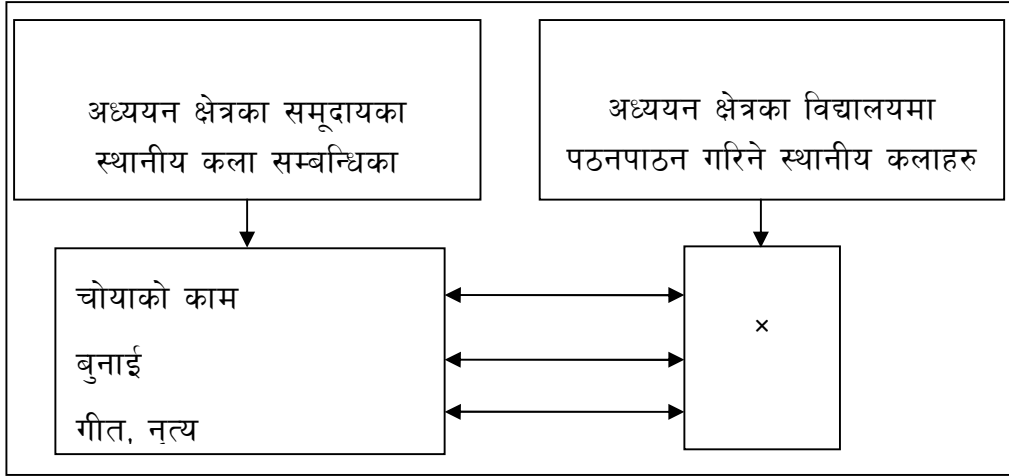 अध्ययन क्षेत्रका समूदायका
स्थानीय कला सम्बन्धिका
अध्ययन क्षेत्रका विद्यालयमा
पठनपाठन गरिने स्थानीय कलाहरु
चोयाको काम
बुनाई
गीत, नृत्य
×